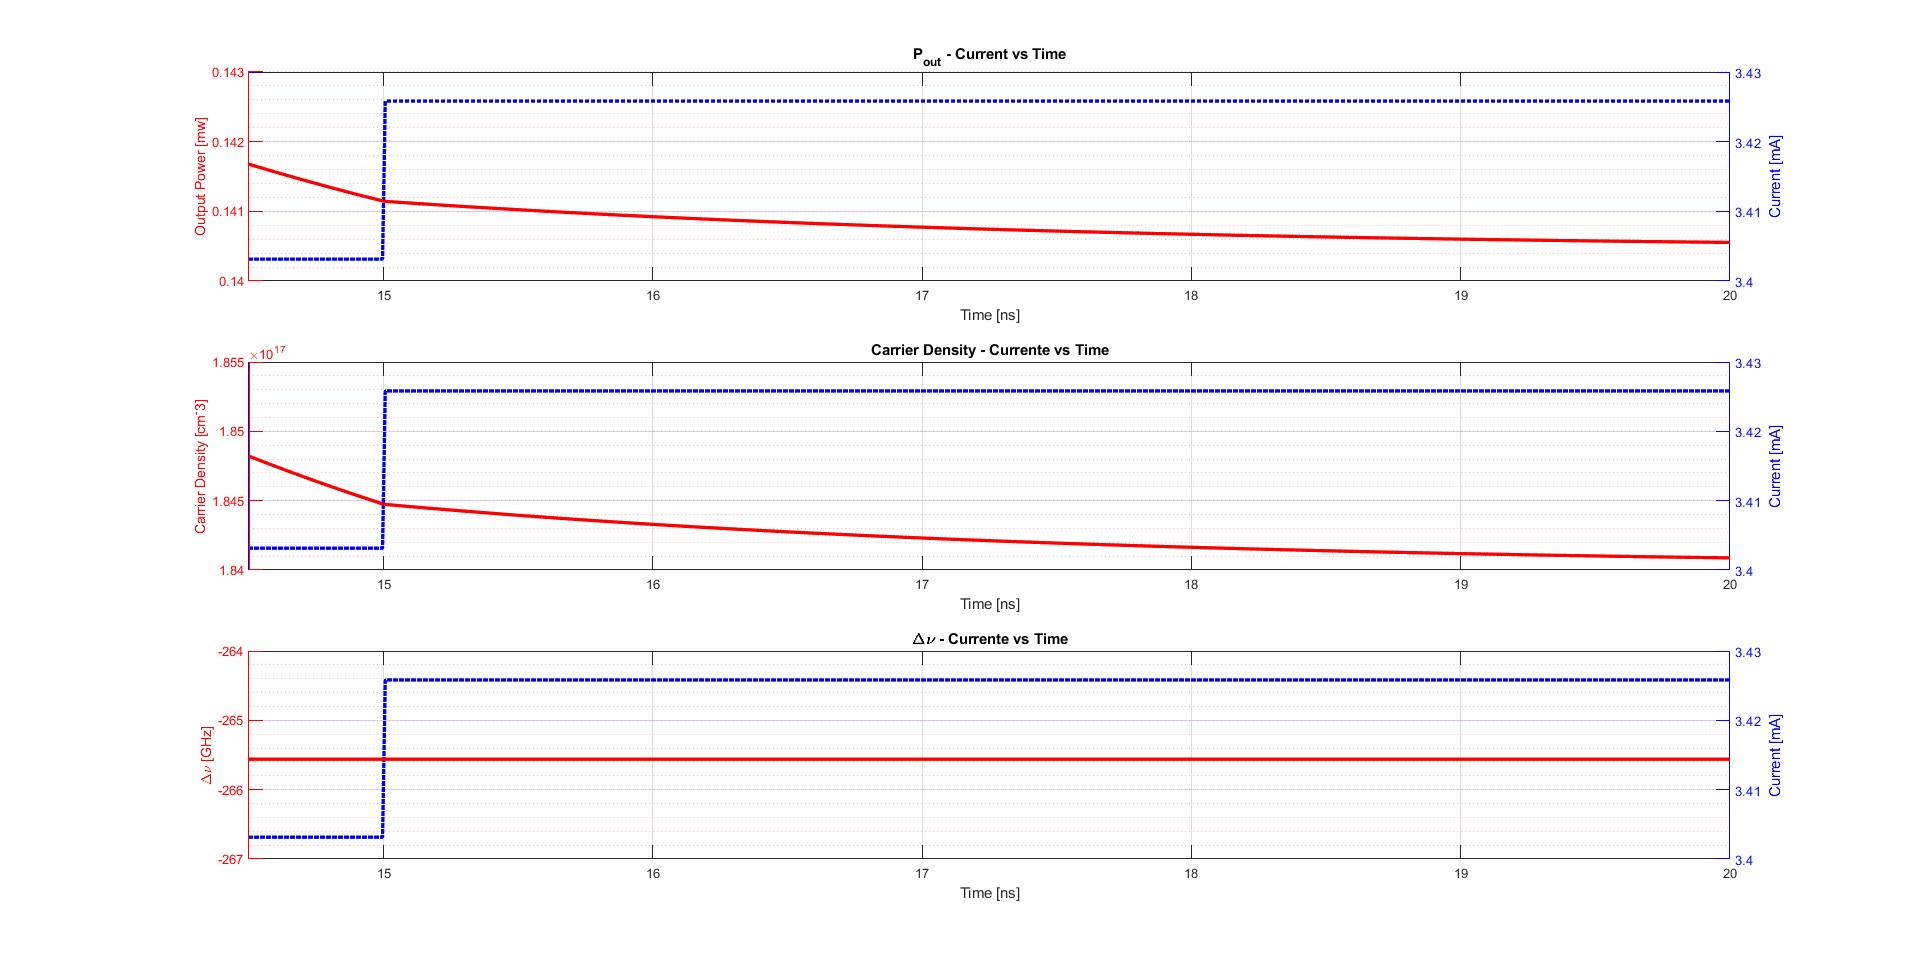 P_out - Current vs Time
0.143
0.142
0.141
0.14
Output Power [mw]
3.43
3.42
3.41
3.4
Current [mA]
15 16 17 18 19 20
Time [ns]
Carrier Density - Currente vs Time
×10^17
1.855
1.85
1.845
1.84
Carrier Density [cm^-3]
3.43
3.42
3.41
3.4
Current [mA]
15 16 17 18 19 20
Time [ns]
Δν - Currente vs Time
-264
-265
-266
-267
Δν [GHz]
3.43
3.42
3.41
3.4
Current [mA]
15 16 17 18 19 20
Time [ns]